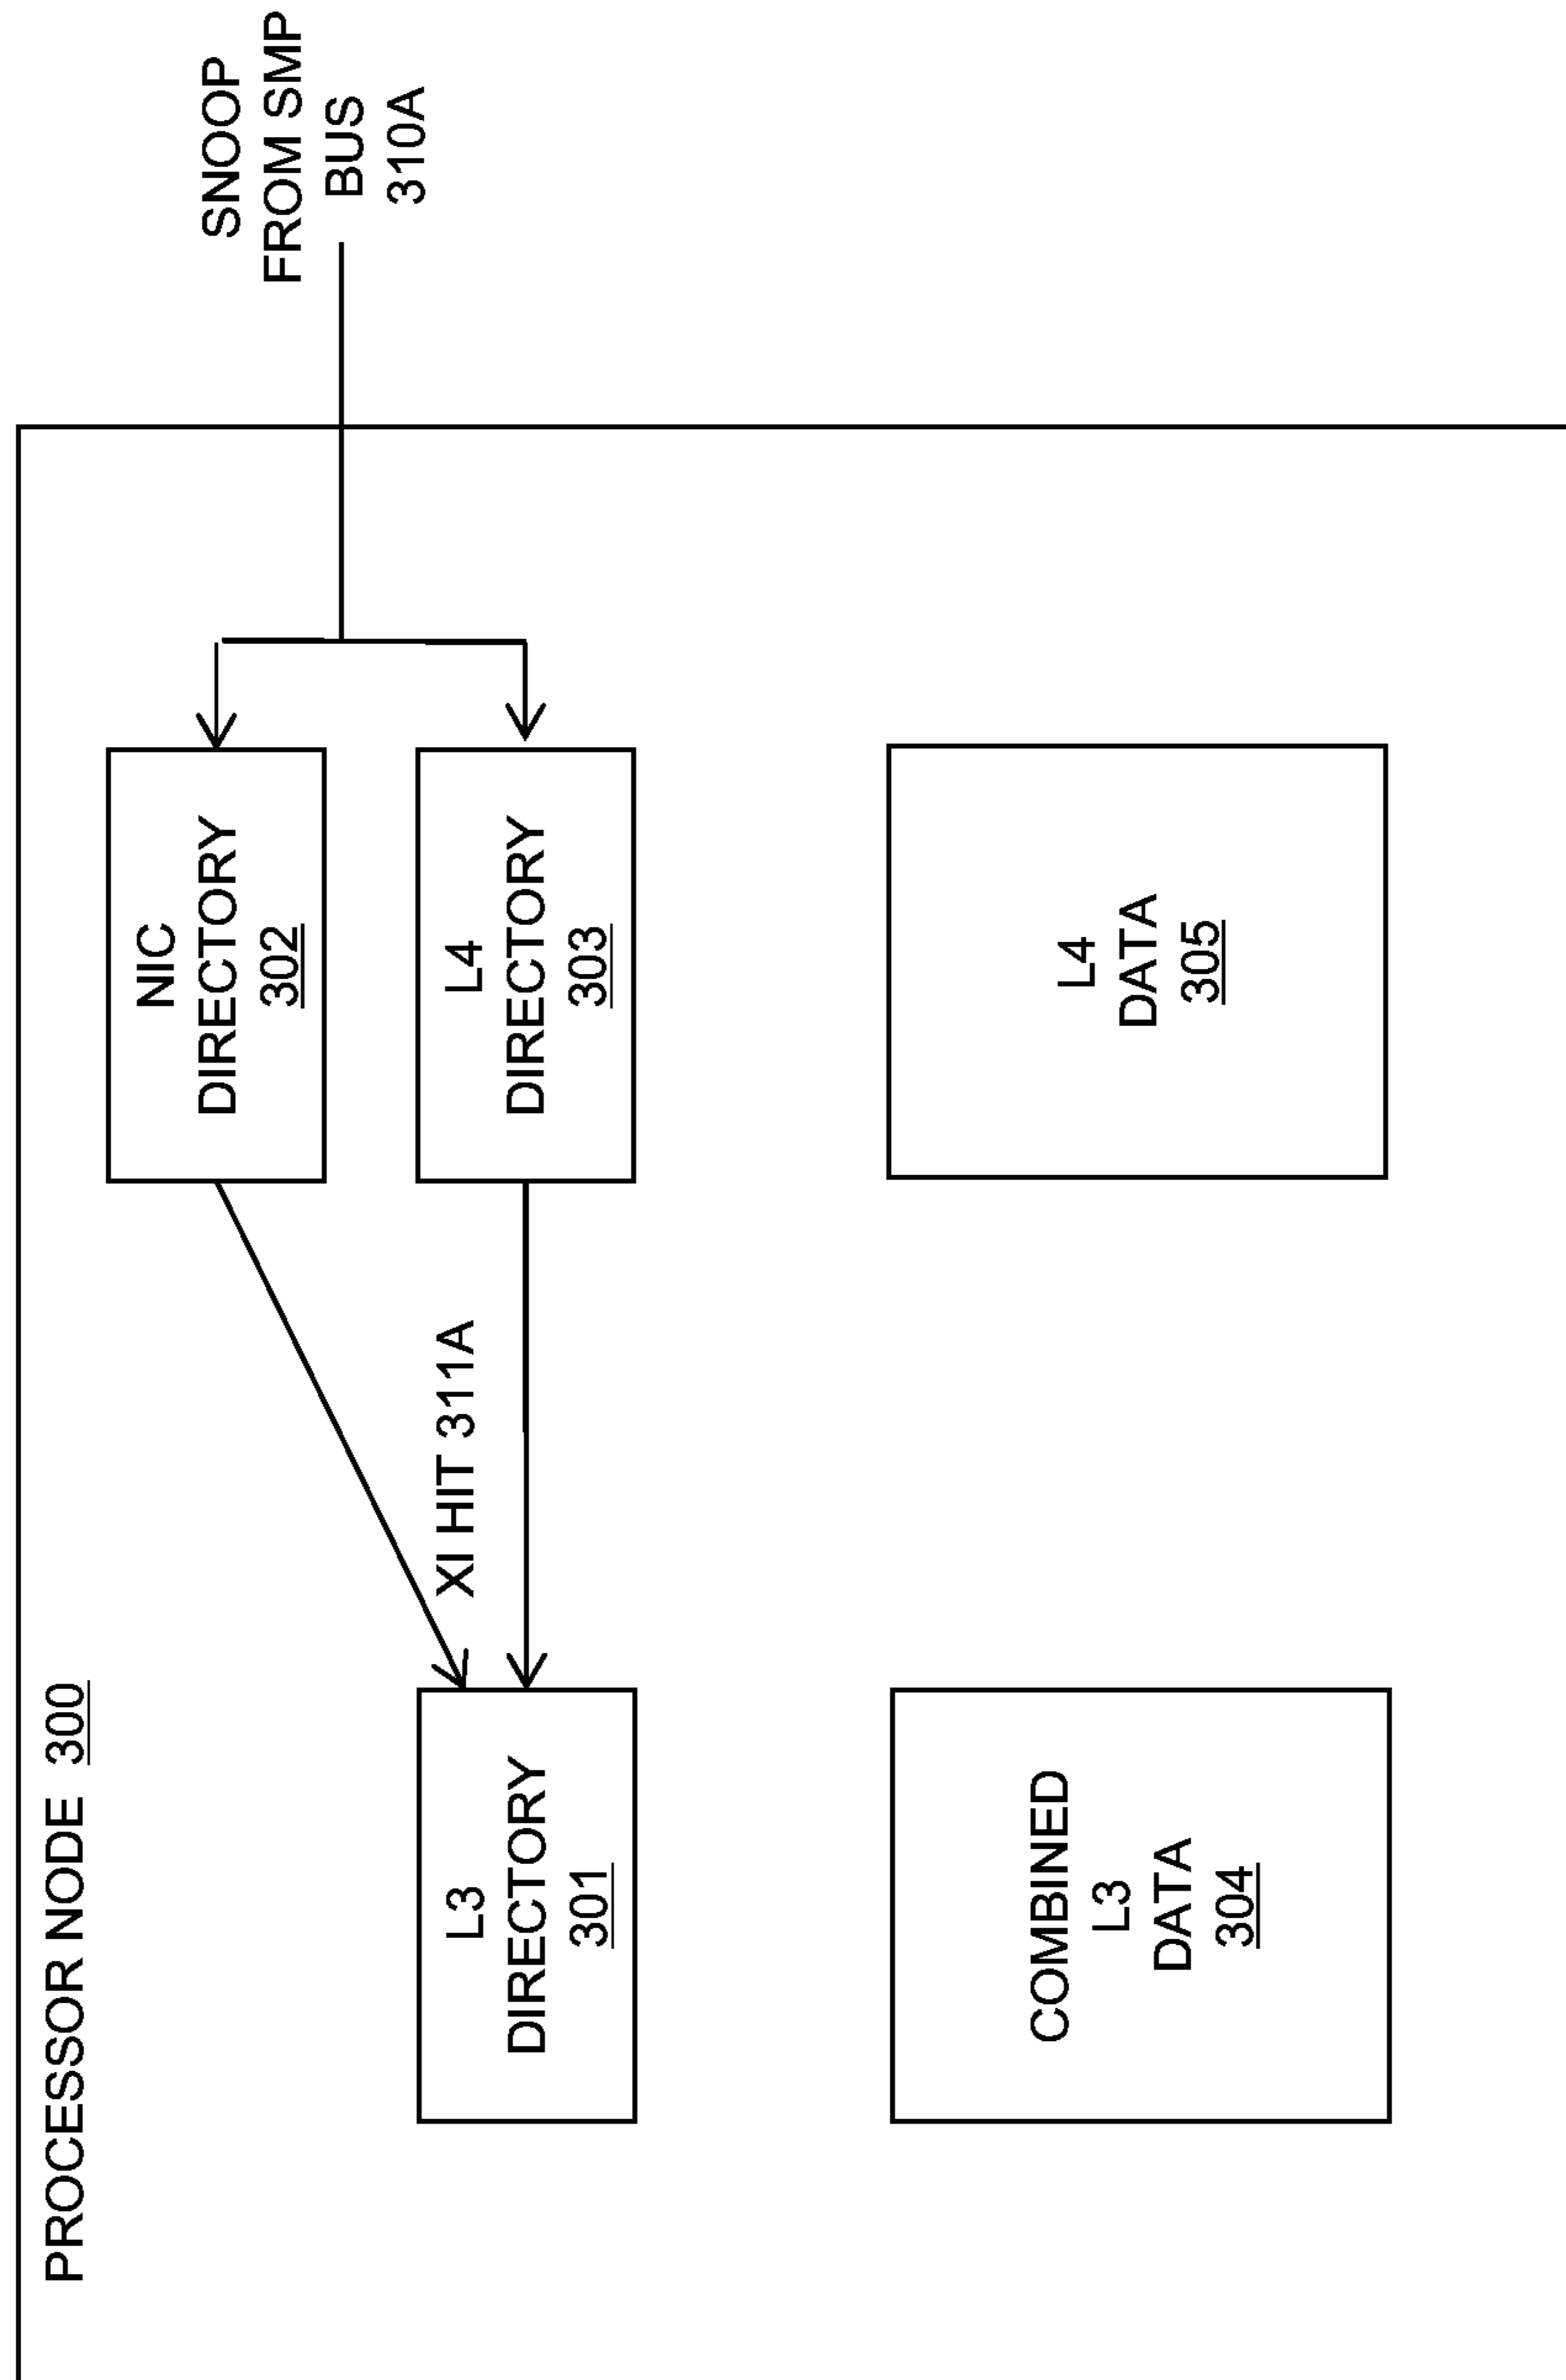 PROCESSOR NODE 300
SNOOP
FROM SMP
BUS
310A
NIC
DIRECTORY
302
XI HIT 311A
L3
DIRECTORY
301
L4
DIRECTORY
303
COMBINED
L3
DATA
304
L4
DATA
305